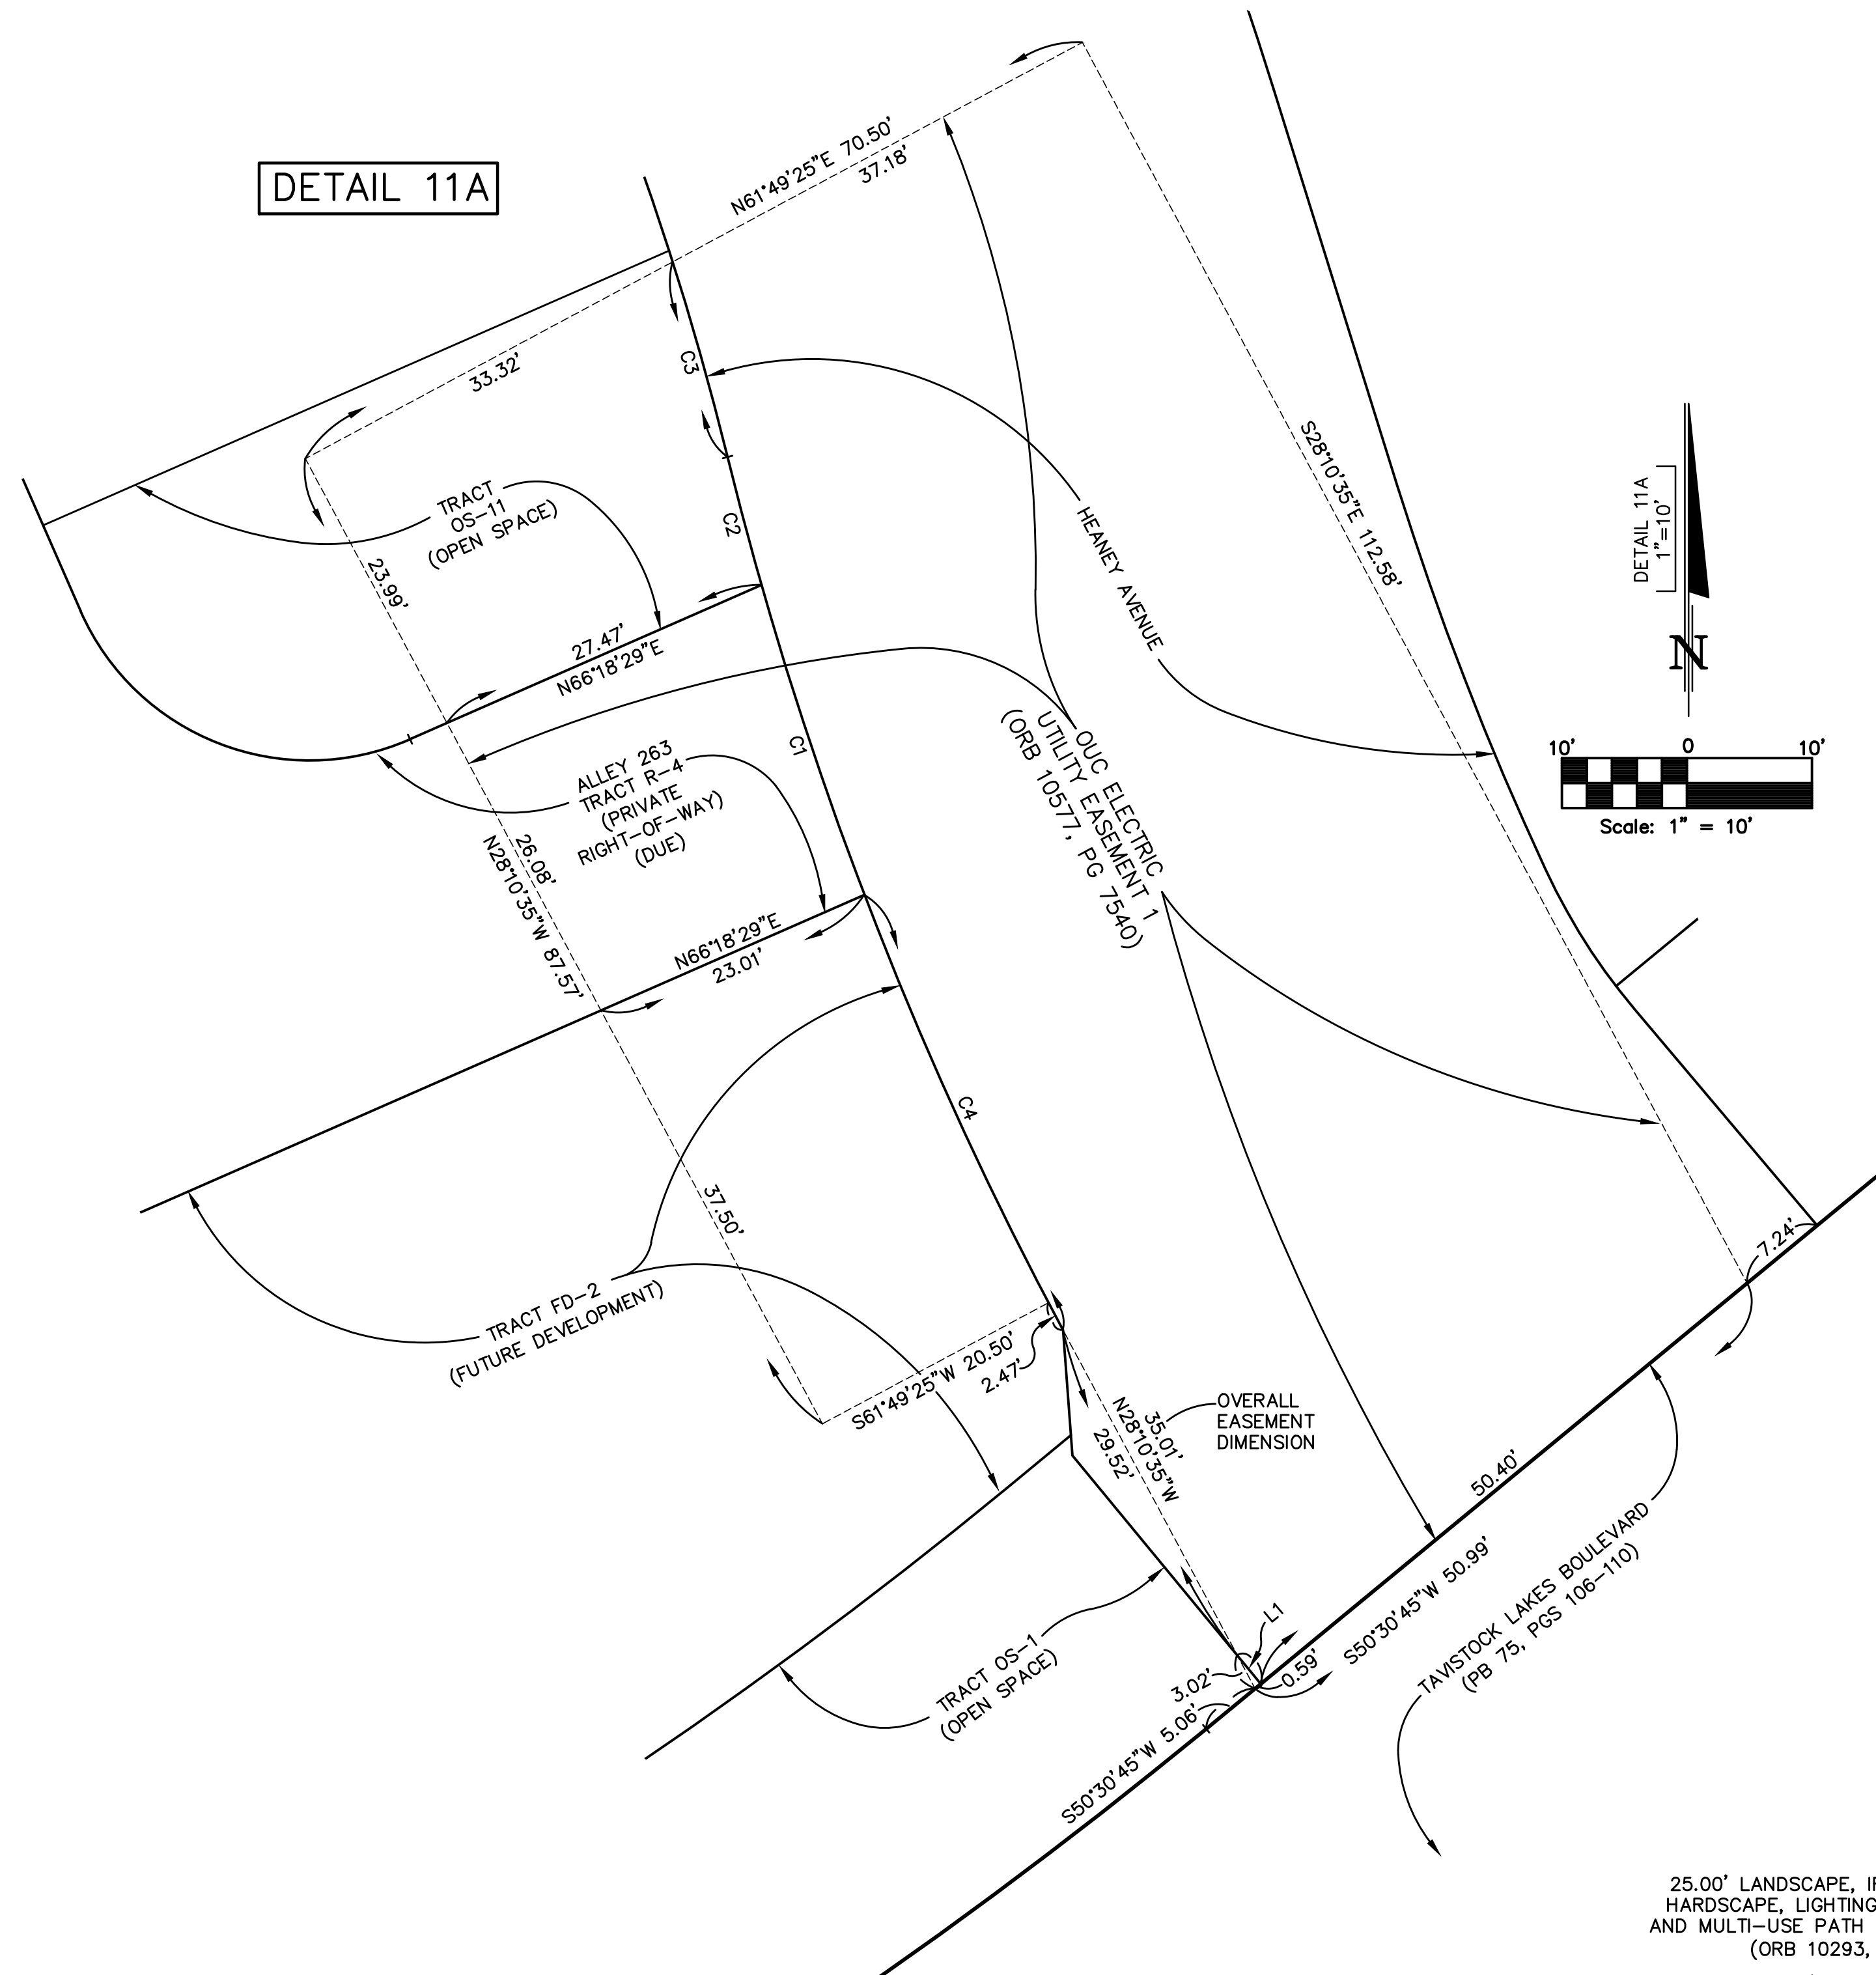 DETAIL 11A
N61°49'25"E 70.50'
37.18'
33.32'
C3
C2
C1
C4
TRACT
OS-11
(OPEN SPACE)
23.99'
27.47'
N66°18'29"E
HEANEY AVENUE
S28°10'35"E 112.58'
DETAIL 11A
1"=10'
N
10'
0
10'
Scale: 1" = 10'
ALLEY 263
TRACT R-4
(PRIVATE
RIGHT-OF-WAY)
(DUE)
OUC ELECTRIC
UTILITY EASEMENT 1
(ORB 10577, PG 7540)
26.08'
N28°10'35"W 87.57'
N66°18'29"E
23.01'
37.50'
TRACT FD-2
(FUTURE DEVELOPMENT)
S61°49'25"W 20.50'
2.47'
35.01'
N28°10'35"W
29.52'
OVERALL
EASEMENT
DIMENSION
7.24'
50.40'
S50°30'45"W 50.99'
TAVISTOCK LAKES BOULEVARD
(PB 75, PGS 106-110)
L1
0.59'
3.02'
S50°30'45"W 5.06'
TRACT OS-1
(OPEN SPACE)
25.00' LANDSCAPE,
HARDSCAPE, LIGHTING
AND MULTI-USE PATH
(ORB 10293,